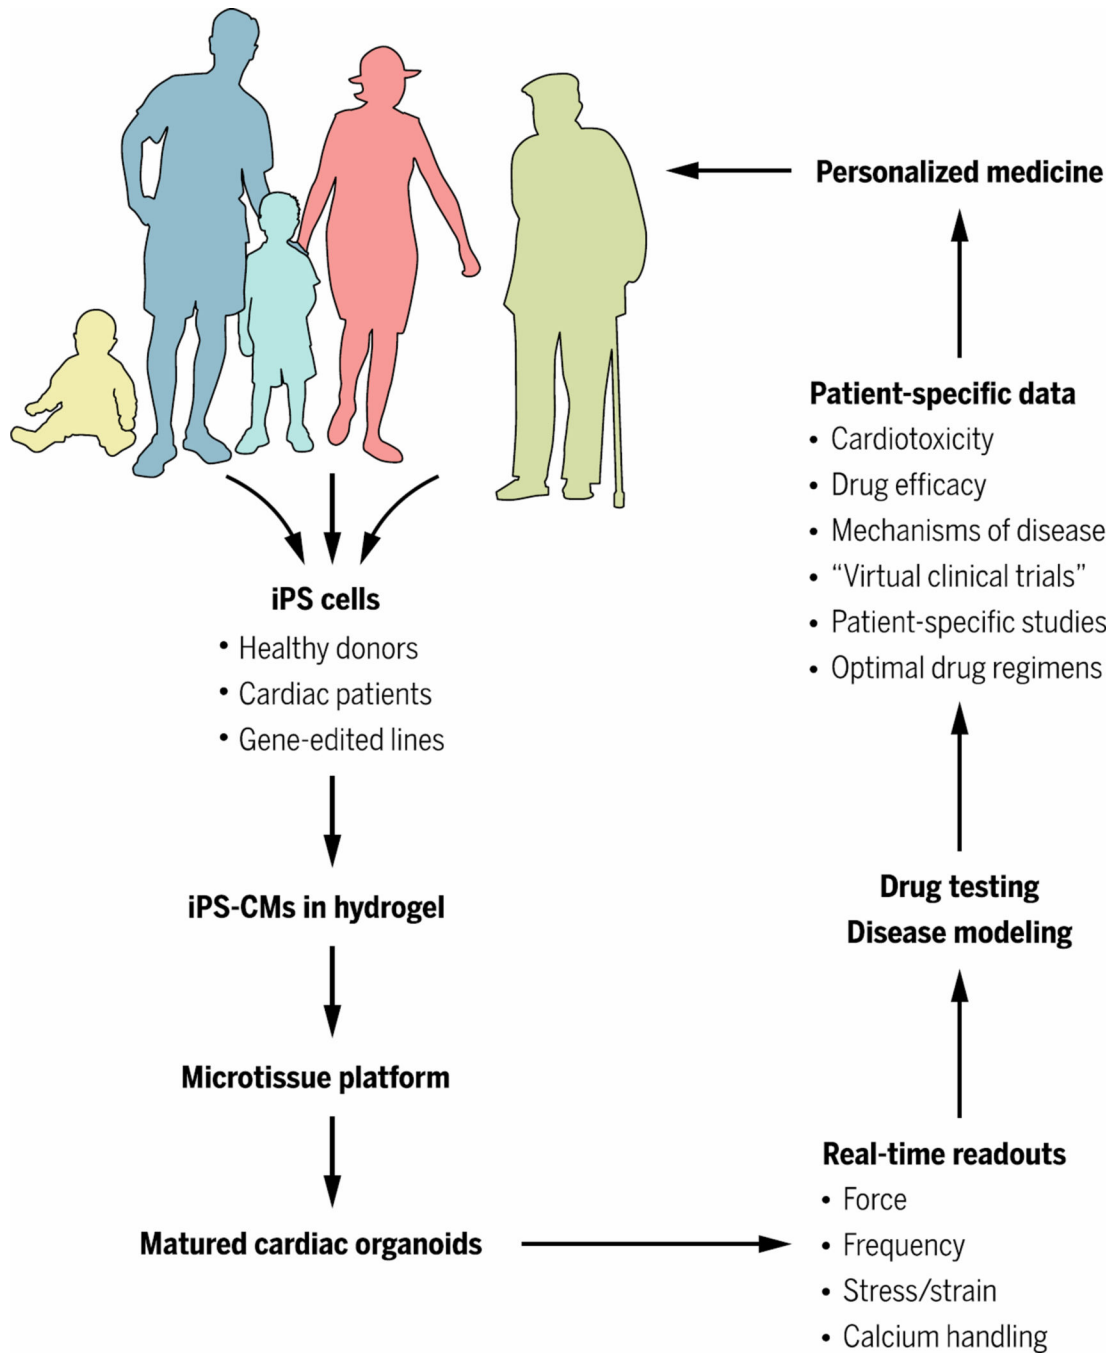 Personalized medicine
Patient-specific data
• Cardiotoxicity
• Drug efficacy
• Mechanisms of disease
• “Virtual clinical trials”
• Patient-specific studies
• Optimal drug regimens
iPS cells
• Healthy donors
• Cardiac patients
• Gene-edited lines
iPS-CMs in hydrogel
Drug testing
Disease modeling
Microtissue platform
Matured cardiac organoids
Real-time readouts
• Force
• Frequency
• Stress/strain
• Calcium handling